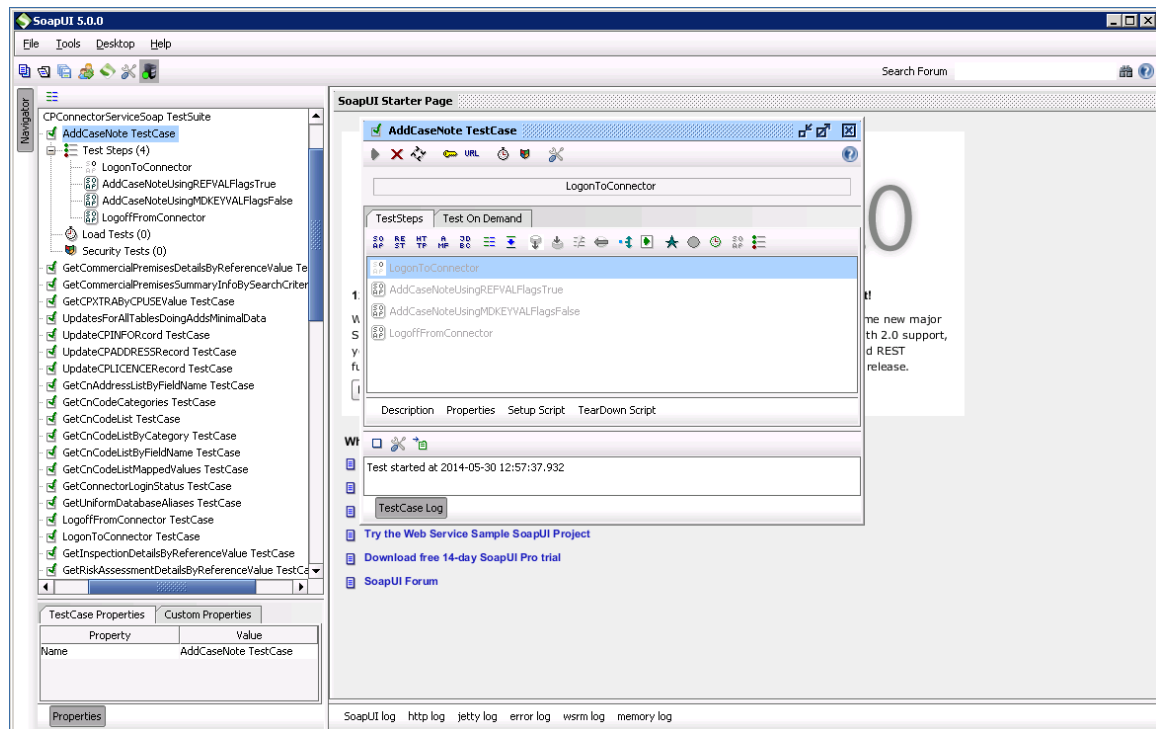 SoapUI 5.0.0
File Tools Desktop Help
Search Forum
Navigator
CPConnectorServiceSoap TestSuite
AddCaseNote TestCase
Test Steps (4)
LogonToConnector
AddCaseNoteUsingREFVALFlagsTrue
AddCaseNoteUsingMDKEYVALFlagsFalse
LogoffFromConnector
Load Tests (0)
Security Tests (0)
GetCommercialPremisesDetailsByReferenceValue Te
GetCommercialPremisesSummaryInfoBySearchCriter
GetCPXTRAByCPUSEValue TestCase
UpdatesForAllTablesDoingAddsMinimalData
UpdateCPINFORcord TestCase
UpdateCPADDRESSRecord TestCase
UpdateCPLICENCERecord TestCase
GetCnAddressListByFieldName TestCase
GetCnCodeCategories TestCase
GetCnCodeList TestCase
GetCnCodeListByCategory TestCase
GetCnCodeListByFieldName TestCase
GetCnCodeListMappedValues TestCase
GetConnectorLoginStatus TestCase
GetUniformDatabaseAliases TestCase
LogoffFromConnector TestCase
LogonToConnector TestCase
GetInspectionDetailsByReferenceValue TestCase
GetRiskAssessmentDetailsByReferenceValue TestCa
TestCase Properties Custom Properties
Property Value
Name AddCaseNote TestCase
Properties
SoapUI Starter Page
AddCaseNote TestCase
URL
LogonToConnector
TestSteps Test On Demand
SOAP REST HTTP AMF JDBC SOAP
LogonToConnector
AddCaseNoteUsingREFVALFlagsTrue
AddCaseNoteUsingMDKEYVALFlagsFalse
LogoffFromConnector
Description Properties Setup Script TearDown Script
Test started at 2014-05-30 12:57:37.932
TestCase Log
0
t!
me new major
th 2.0 support,
d REST
release.
Try the Web Service Sample SoapUI Project
Download free 14-day SoapUI Pro trial
SoapUI Forum
SoapUI log http log jetty log error log wsrm log memory log